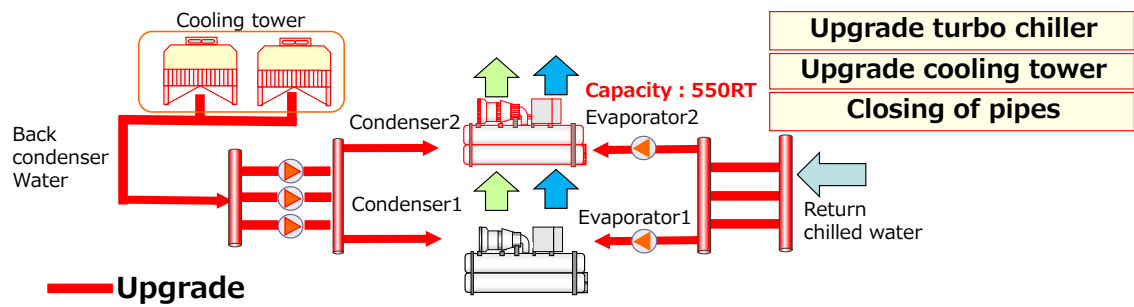 Cooling tower
Upgrade turbo chiller
Upgrade cooling tower
Closing of pipes
Capacity : 550RT
Condenser2
Evaporator2
Back
condenser
Water
Condenser1
Evaporator1
Return
chilled water
Upgrade